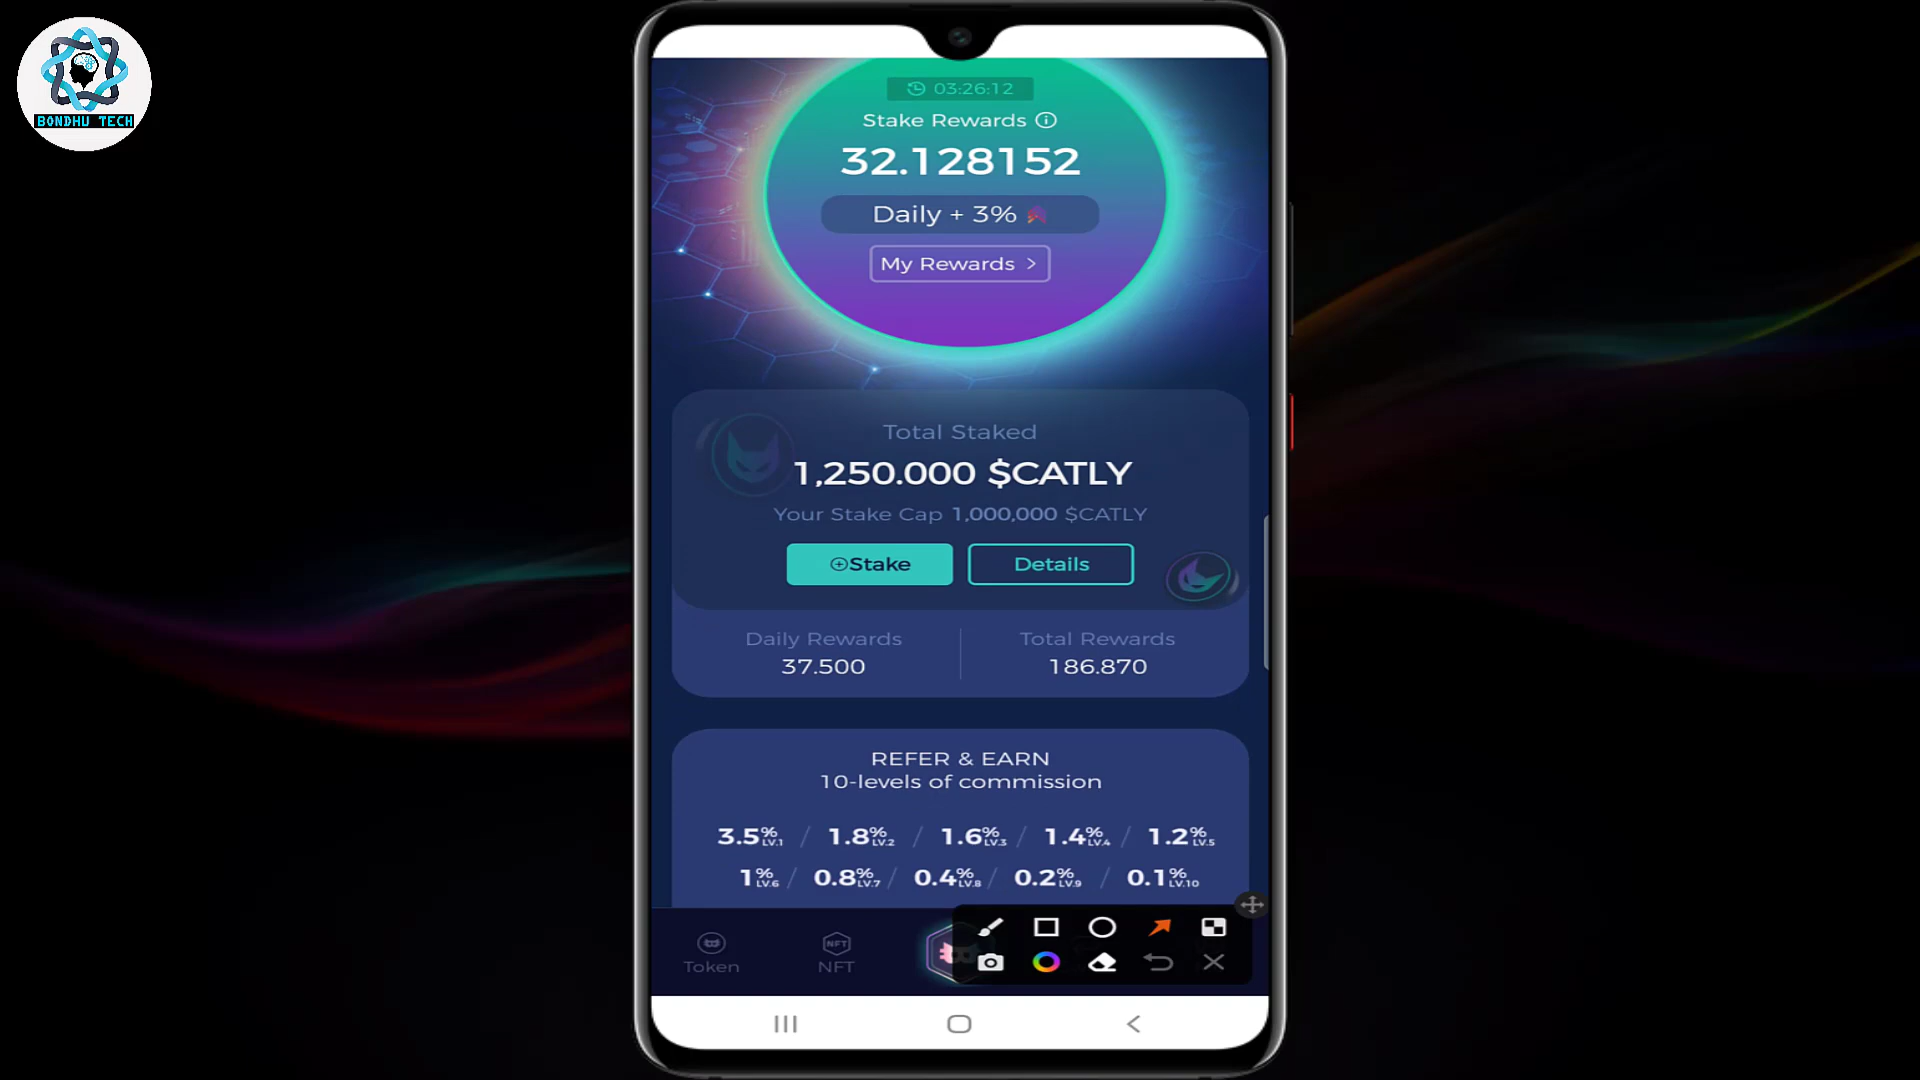 BONDHU TECH
03:26:12
Stake Rewards
32.128152
Daily + 3%
My Rewards >
Total Staked
1,250.000 $CATLY
Your Stake Cap 1,000,000 $CATLY
Stake
Details
Daily Rewards
37.500
Total Rewards
186.870
REFER & EARN
10-levels of commission
3.5% LV.1 / 1.8% LV.2 / 1.6% LV.3 / 1.4% LV.4 / 1.2% LV.5
1% LV.6 / 0.8% LV.7 / 0.4% LV.8 / 0.2% LV.9 / 0.1% LV.10
Token
NFT
NFT